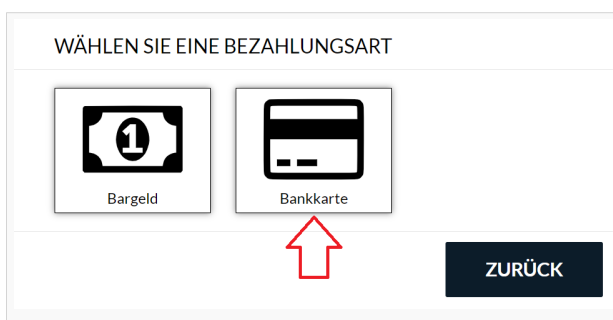 WÄHLEN SIE EINE BEZAHLUNGSART
1
Bargeld
Bankkarte
ZURÜCK